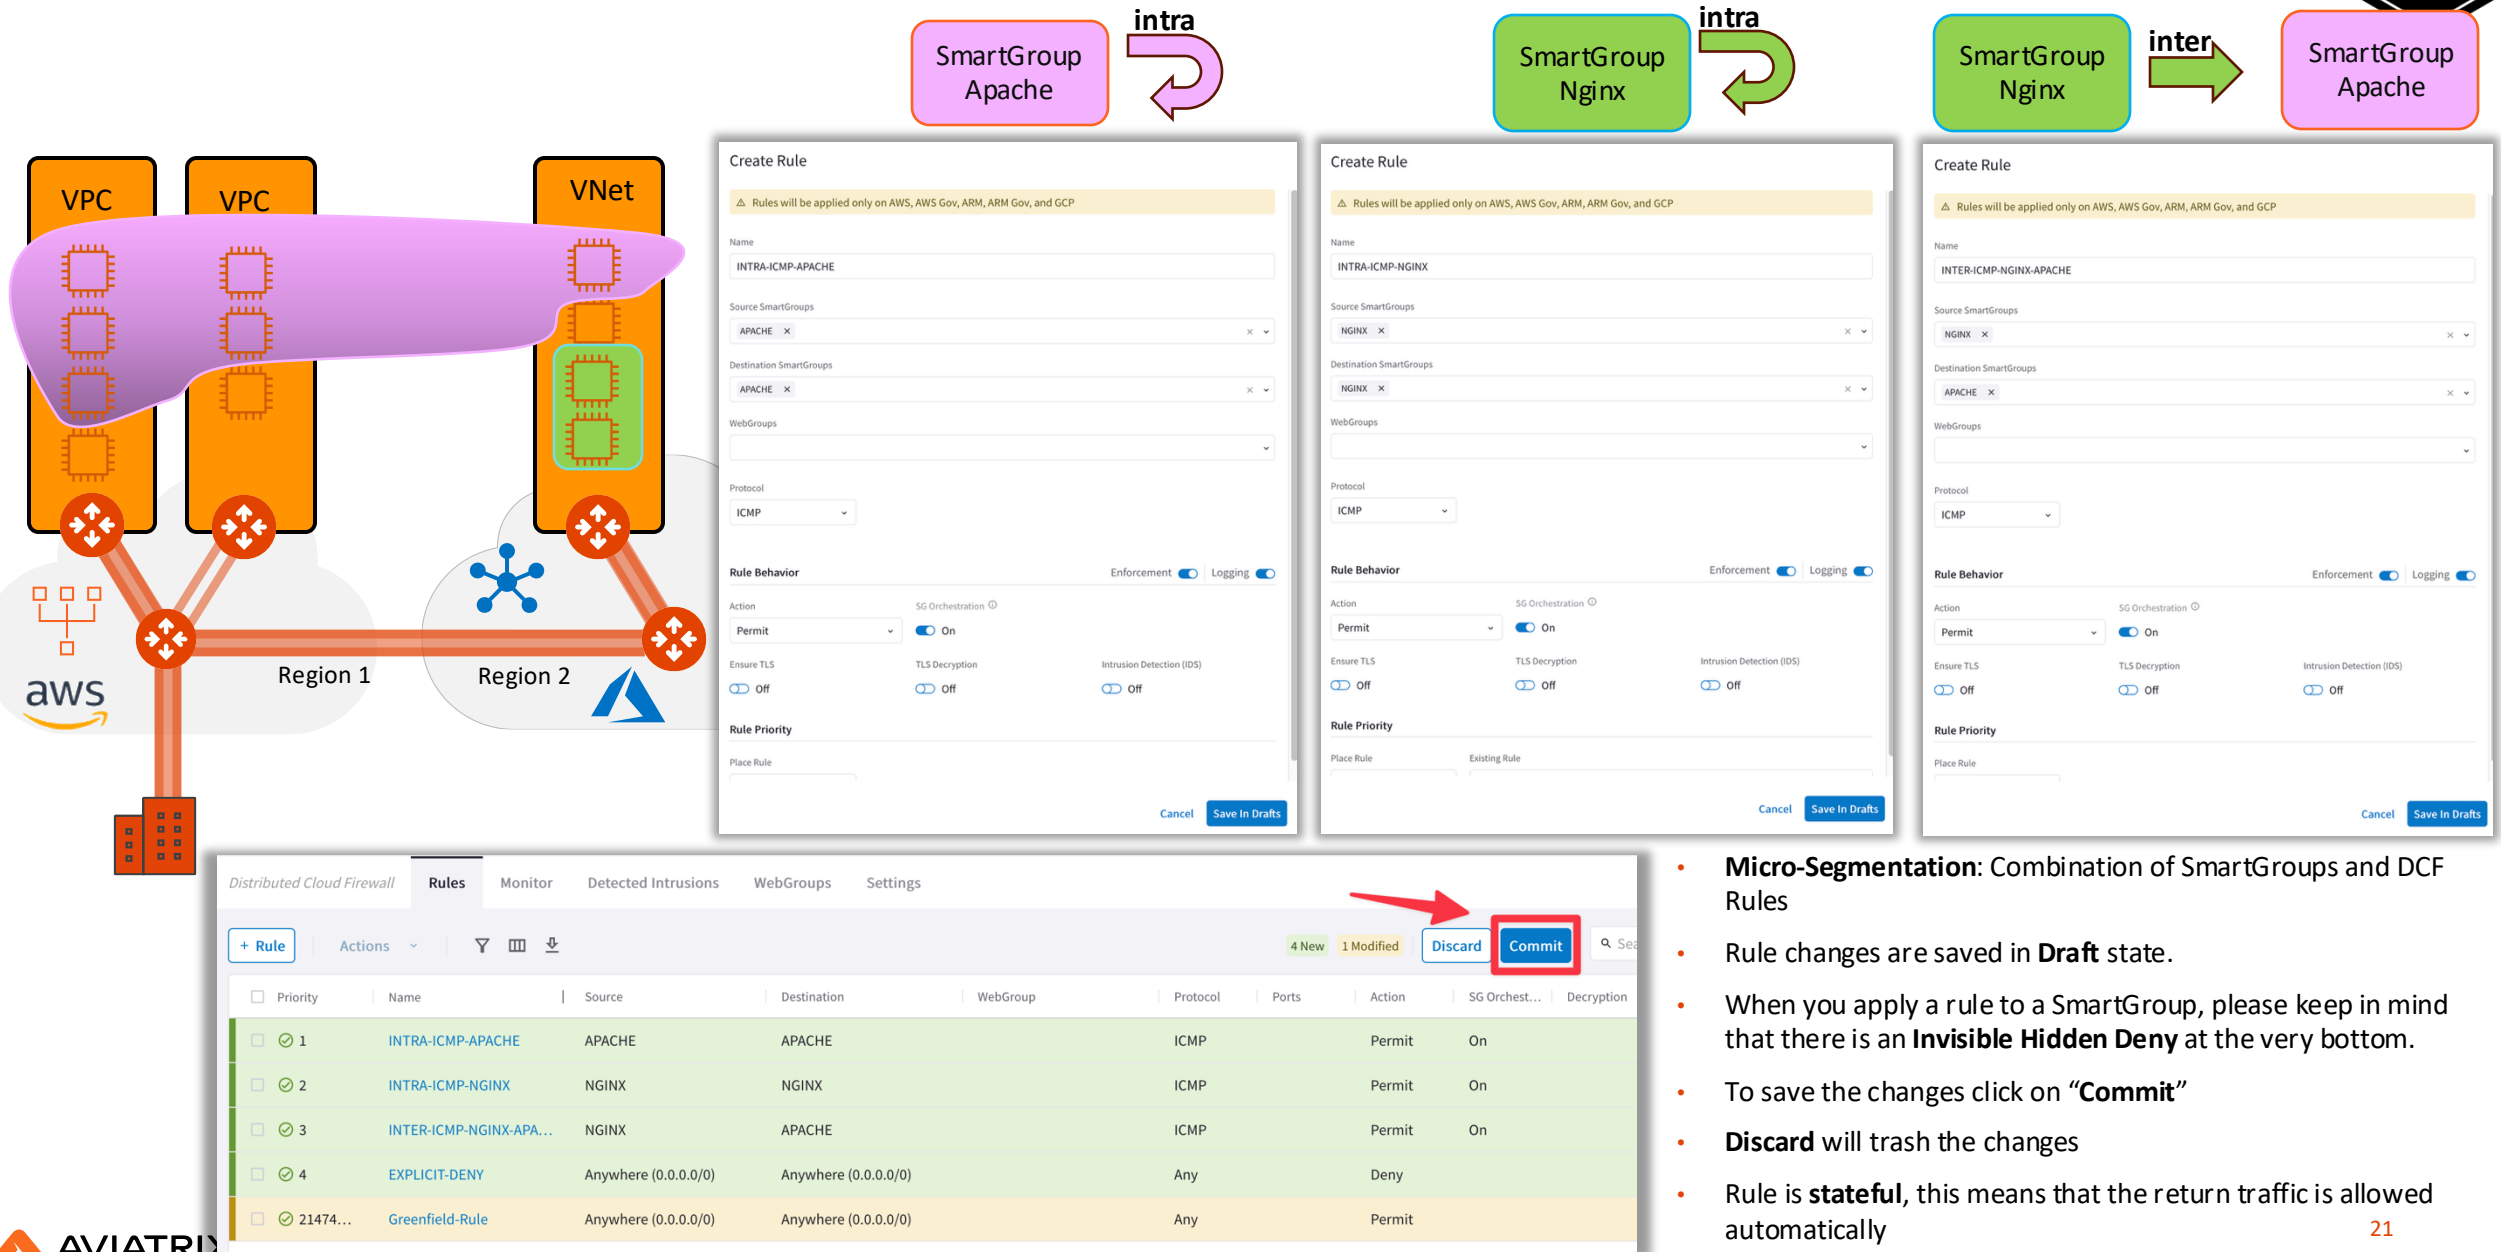 intra
SmartGroup
Apache
intra
SmartGroup
Nginx
SmartGroup
Nginx
inter
SmartGroup
Apache
VPC
VPC
VNet
Region 1
Region 2
aws
Create Rule
Rules will be applied only on AWS, AWS Gov, ARM, ARM Gov, and GCP
Name
INTRA-ICMP-APACHE
Source SmartGroups
APACHE ×
Destination SmartGroups
APACHE ×
WebGroups
Protocol
ICMP
Rule Behavior Enforcement Logging
Action SG Orchestration
Permit On
Ensure TLS TLS Decryption Intrusion Detection (IDS)
Off Off Off
Rule Priority
Place Rule
Cancel Save In Drafts
Create Rule
Rules will be applied only on AWS, AWS Gov, ARM, ARM Gov, and GCP
Name
INTRA-ICMP-NGINX
Source SmartGroups
NGINX ×
Destination SmartGroups
NGINX ×
WebGroups
Protocol
ICMP
Rule Behavior Enforcement Logging
Action SG Orchestration
Permit On
Ensure TLS TLS Decryption Intrusion Detection (IDS)
Off Off Off
Rule Priority
Place Rule Existing Rule
Cancel Save In Drafts
Create Rule
Rules will be applied only on AWS, AWS Gov, ARM, ARM Gov, and GCP
Name
INTER-ICMP-NGINX-APACHE
Source SmartGroups
NGINX ×
Destination SmartGroups
APACHE ×
WebGroups
Protocol
ICMP
Rule Behavior Enforcement Logging
Action SG Orchestration
Permit On
Ensure TLS TLS Decryption Intrusion Detection (IDS)
Off Off Off
Rule Priority
Place Rule
Cancel Save In Drafts
Distributed Cloud Firewall Rules Monitor Detected Intrusions WebGroups Settings
+ Rule Actions 4 New 1 Modified Discard Commit
Priority Name Source Destination WebGroup Protocol Ports Action SG Orchest... Decryption
1 INTRA-ICMP-APACHE APACHE APACHE ICMP Permit On
2 INTRA-ICMP-NGINX NGINX NGINX ICMP Permit On
3 INTER-ICMP-NGINX-APA... NGINX APACHE ICMP Permit On
4 EXPLICIT-DENY Anywhere (0.0.0.0/0) Anywhere (0.0.0.0/0) Any Deny
21474... Greenfield-Rule Anywhere (0.0.0.0/0) Anywhere (0.0.0.0/0) Any Permit
• Micro-Segmentation: Combination of SmartGroups and DCF
Rules
• Rule changes are saved in Draft state.
• When you apply a rule to a SmartGroup, please keep in mind
that there is an Invisible Hidden Deny at the very bottom.
• To save the changes click on “Commit”
• Discard will trash the changes
• Rule is stateful, this means that the return traffic is allowed
automatically
21